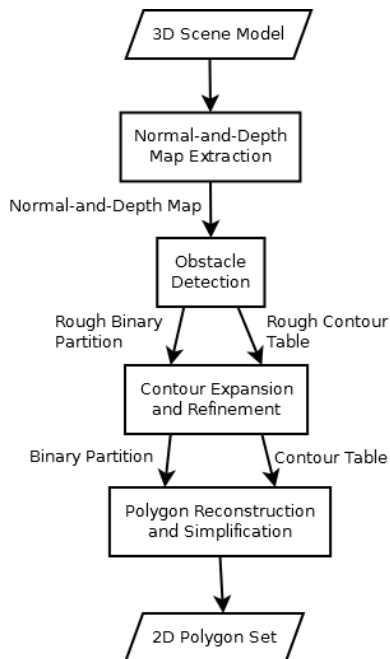 3D Scene Model
Normal-and-Depth
Map Extraction
Normal-and-Depth Map
Obstacle
Detection
Rough Binary
Partition
Rough Contour
Table
Contour Expansion
and Refinement
Binary Partition
Contour Table
Polygon Reconstruction
and Simplification
2D Polygon Set